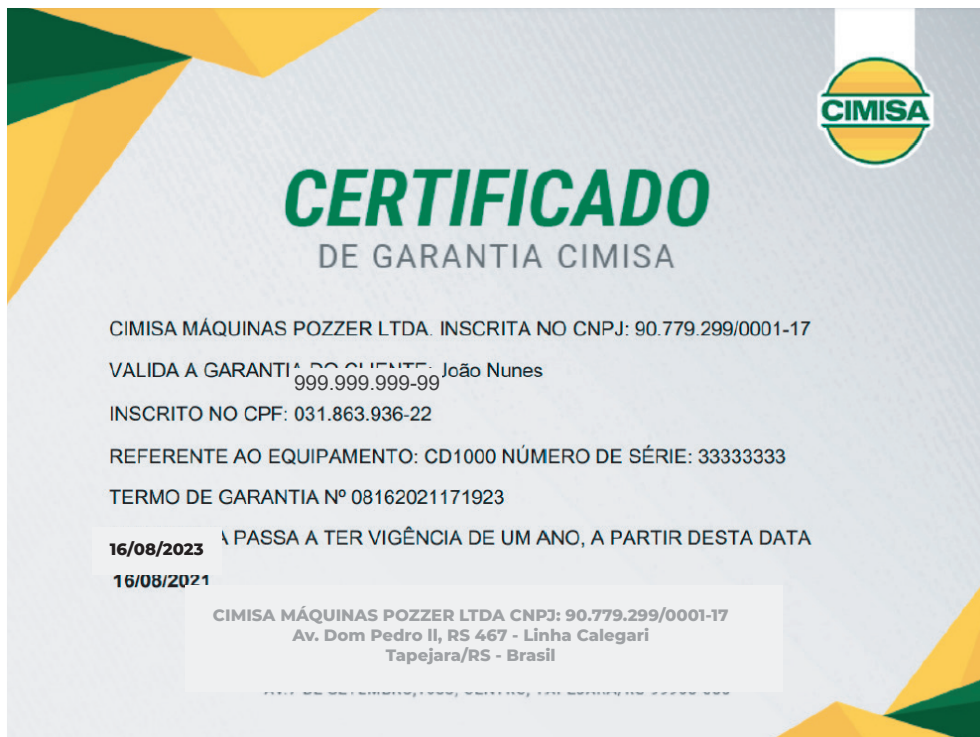 CIMISA
CERTIFICADO
DE GARANTIA CIMISA
CIMISA MÁQUINAS POZZER LTDA. INSCRITA NO CNPJ: 90.779.299/0001-17
VALIDA A GARANTIA DO CLIENTE: João Nunes
999.999.999-99
INSCRITO NO CPF: 031.863.936-22
REFERENTE AO EQUIPAMENTO: CD1000 NÚMERO DE SÉRIE: 33333333
TERMO DE GARANTIA Nº 08162021171923
A PASSA A TER VIGÊNCIA DE UM ANO, A PARTIR DESTA DATA
16/08/2023
16/08/2021
CIMISA MÁQUINAS POZZER LTDA CNPJ: 90.779.299/0001-17
Av. Dom Pedro ll, RS 467 - Linha Calegari
Tapejara/RS - Brasil